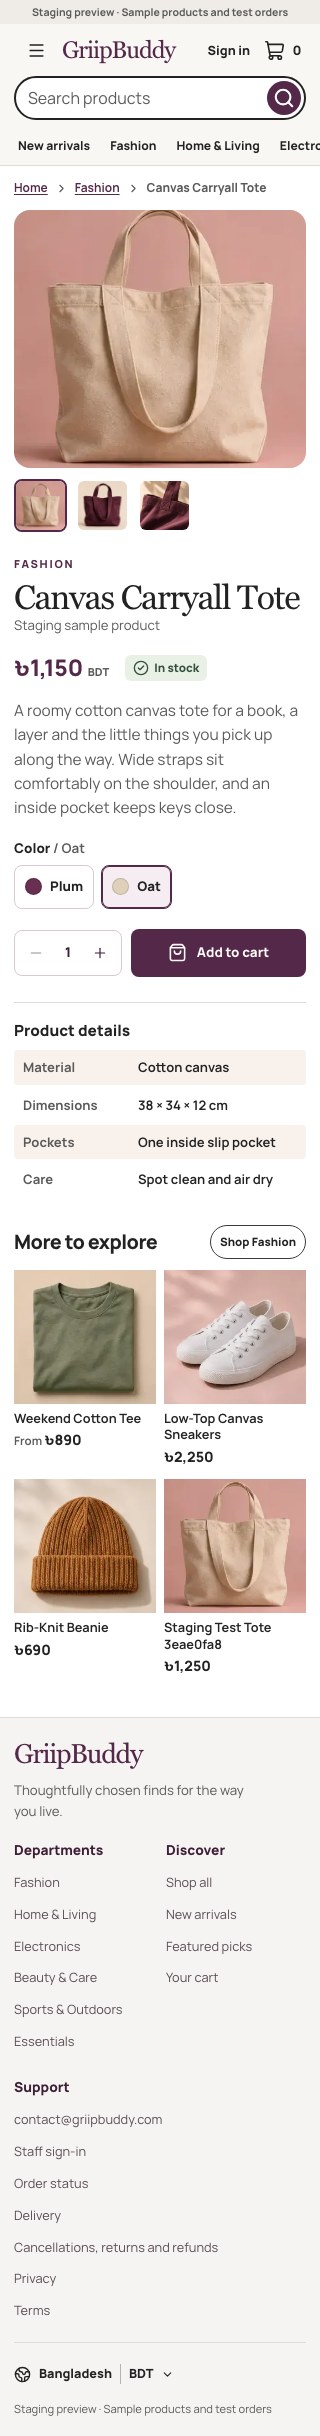 Staging preview · Sample products and test orders
GriipBuddy
Sign in
0
Search products
New arrivals
Fashion
Home & Living
Electro
Home > Fashion > Canvas Carryall Tote
FASHION
Canvas Carryall Tote
Staging sample product
৳1,150 BDT
In stock
A roomy cotton canvas tote for a book, a
layer and the little things you pick up
along the way. Wide straps sit
comfortably on the shoulder, and an
inside pocket keeps keys close.
Color / Oat
Plum
Oat
− 1 +
Add to cart
Product details
Material Cotton canvas
Dimensions 38 × 34 × 12 cm
Pockets One inside slip pocket
Care Spot clean and air dry
More to explore
Shop Fashion
Weekend Cotton Tee
From ৳890
Low-Top Canvas
Sneakers
৳2,250
Rib-Knit Beanie
৳690
Staging Test Tote
3eae0fa8
৳1,250
GriipBuddy
Thoughtfully chosen finds for the way
you live.
Departments
Fashion
Home & Living
Electronics
Beauty & Care
Sports & Outdoors
Essentials
Discover
Shop all
New arrivals
Featured picks
Your cart
Support
contact@griipbuddy.com
Staff sign-in
Order status
Delivery
Cancellations, returns and refunds
Privacy
Terms
Bangladesh
BDT
Staging preview · Sample products and test orders